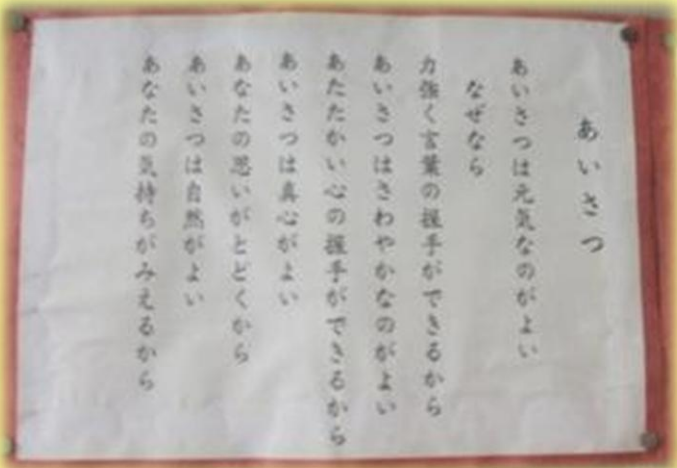 あいさつ
あいさつは元気なのがよい
なぜなら
力強く言葉の握手ができるから
あいさつはさわやかなのがよい
あたたかい心の握手ができるから
あいさつは真心がよい
あなたの思いがとどくから
あいさつは自然がよい
あなたの気持ちがみえるから